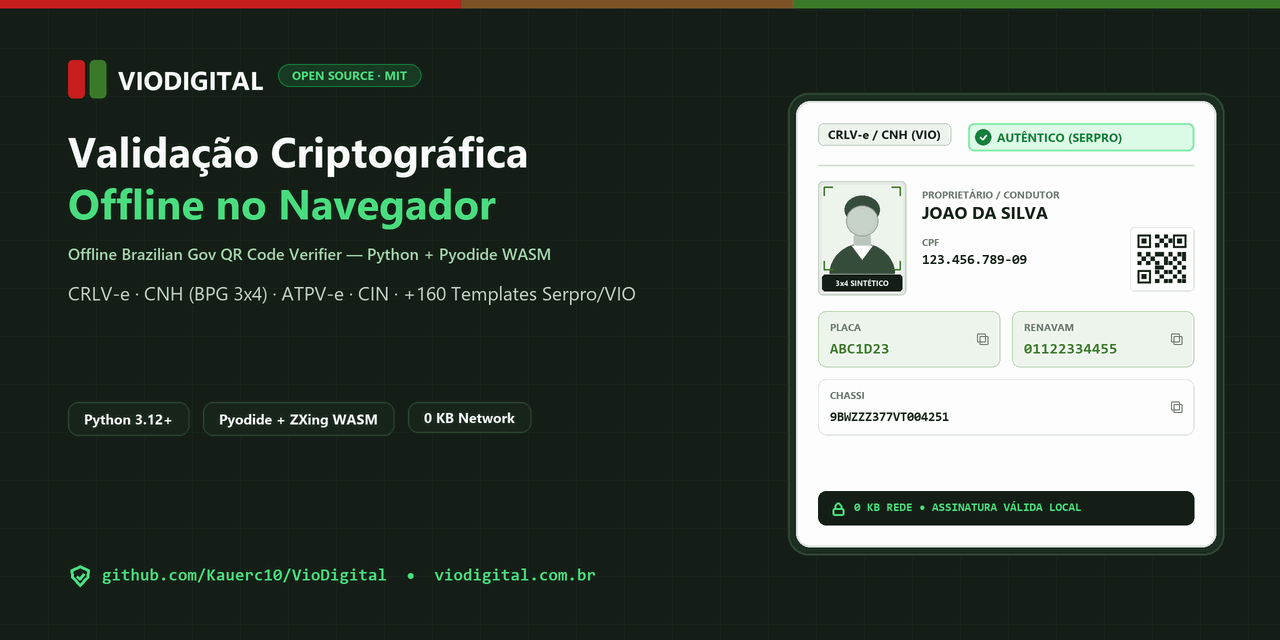 VIODIGITAL
OPEN SOURCE · MIT
Validação Criptográfica
Offline no Navegador
Offline Brazilian Gov QR Code Verifier — Python + Pyodide WASM
CRLV-e · CNH (BPG 3x4) · ATPV-e · CIN · +160 Templates Serpro/VIO
Python 3.12+
Pyodide + ZXing WASM
0 KB Network
github.com/Kauerc10/VioDigital • viodigital.com.br
CRLV-e / CNH (VIO)
AUTÊNTICO (SERPRO)
3x4 SINTÉTICO
PROPRIETÁRIO / CONDUTOR
JOAO DA SILVA
CPF
123.456.789-09
PLACA
ABC1D23
RENAVAM
01122334455
CHASSI
9BWZZZ377VT004251
0 KB REDE • ASSINATURA VÁLIDA LOCAL